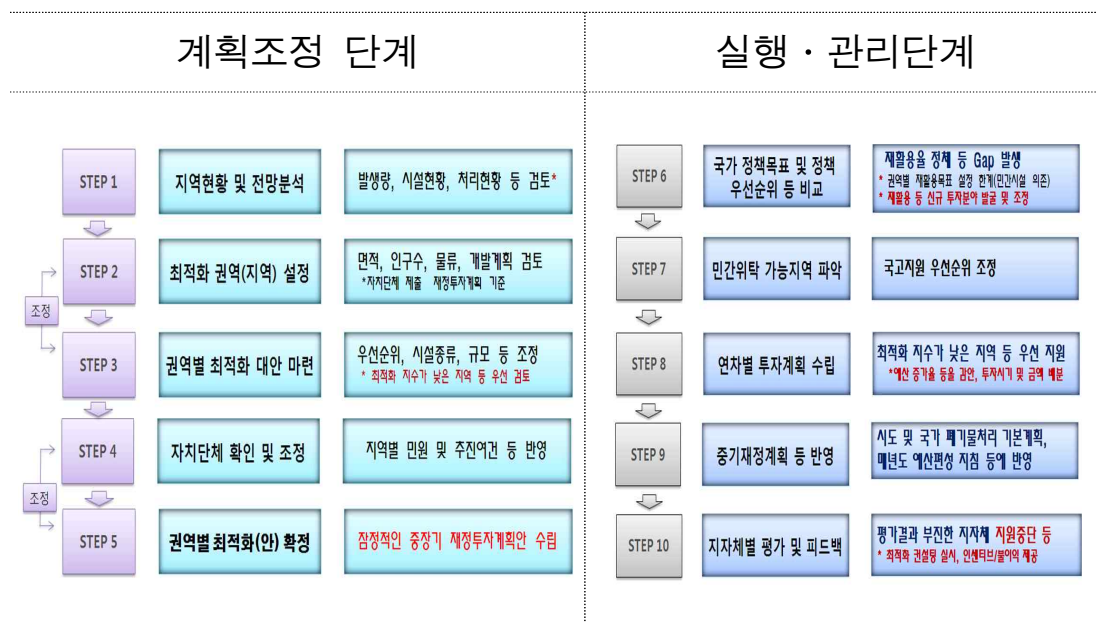 계획조정 단계
실행 · 관리단계
STEP 1
지역현황 및 전망분석
발생량, 시설현황, 처리현황 등 검토*
STEP 2
최적화 권역(지역) 설정
면적, 인구수, 물류, 개발계획 검토
*자치단체 제출 재정투자계획 기준
조정
STEP 3
권역별 최적화 대안 마련
우선순위, 시설종류, 규모 등 조정
* 최적화 지수가 낮은 지역 등 우선 검토
STEP 4
자치단체 확인 및 조정
지역별 민원 및 추진여건 등 반영
조정
STEP 5
권역별 최적화(안) 확정
잠정적인 중장기 재정투자계획안 수립
STEP 6
국가 정책목표 및 정책
우선순위 등 비교
재활용율 정체 등 Gap 발생
* 권역별 재활용목표 설정 한계(민간시설 의존)
* 재활용 등 신규 투자분야 발굴 및 조정
STEP 7
민간위탁 가능지역 파악
국고지원 우선순위 조정
STEP 8
연차별 투자계획 수립
최적화 지수가 낮은 지역 등 우선 지원
*예산 증가율 등을 감안, 투자시기 및 금액 배분
STEP 9
중기재정계획 등 반영
시도 및 국가 폐기물처리 기본계획,
매년도 예산편성 지침 등에 반영
STEP 10
지자체별 평가 및 피드백
평가결과 부진한 지자체 지원중단 등
* 최적화 컨설팅 실시, 인센티브/불이익 제공